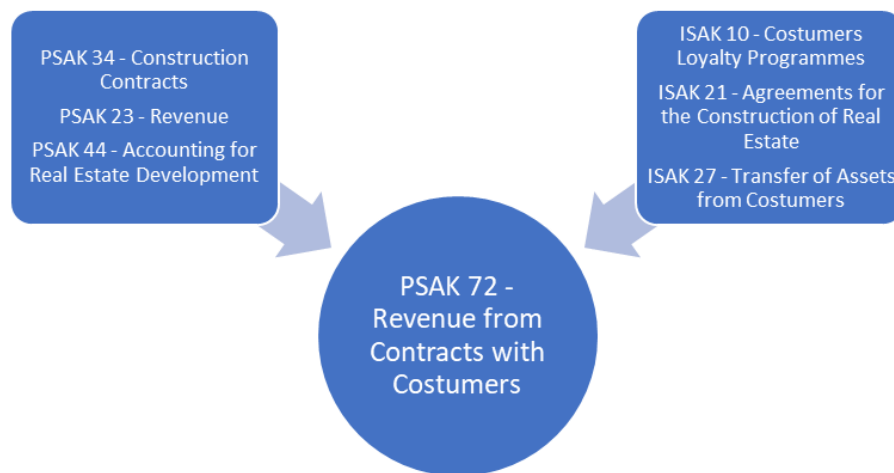 PSAK 34 - Construction
Contracts
PSAK 23 - Revenue
PSAK 44 - Accounting for
Real Estate Development
ISAK 10 - Costumers
Loyalty Programmes
ISAK 21 - Agreements for
the Construction of Real
Estate
ISAK 27 - Transfer of Assets
from Costumers
PSAK 72 -
Revenue from
Contracts with
Costumers